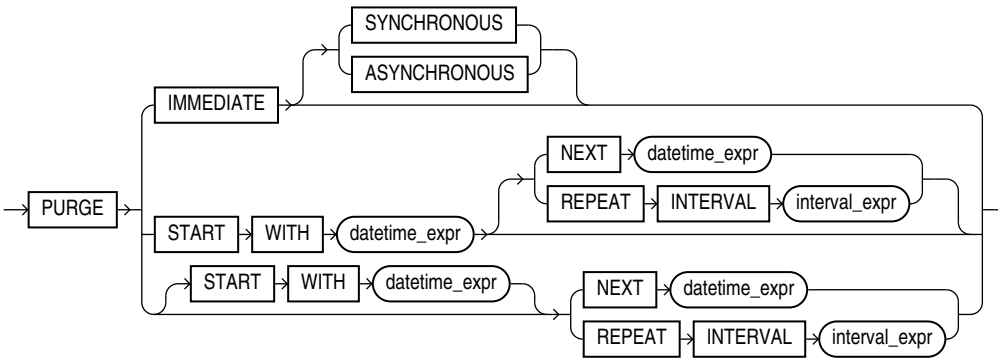 SYNCHRONOUS
ASYNCHRONOUS
IMMEDIATE
NEXT datetime_expr
REPEAT INTERVAL interval_expr
PURGE
START WITH datetime_expr
START WITH datetime_expr
NEXT datetime_expr
REPEAT INTERVAL interval_expr